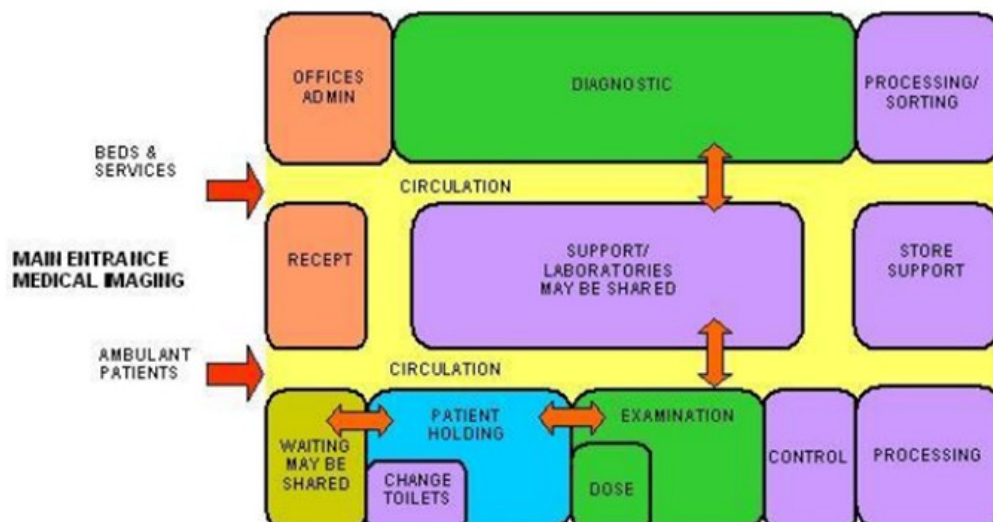 OFFICES
ADMIN
DIAGNOSTIC
PROCESSING/
SORTING
BEDS &
SERVICES
CIRCULATION
MAIN ENTRANCE
MEDICAL IMAGING
RECEPT
SUPPORT/
LABORATORIES
MAY BE SHARED
STORE
SUPPORT
AMBULANT
PATIENTS
CIRCULATION
WAITING
MAY BE
SHARED
PATIENT
HOLDING
CHANGE
TOILETS
EXAMINATION
DOSE
CONTROL
PROCESSING